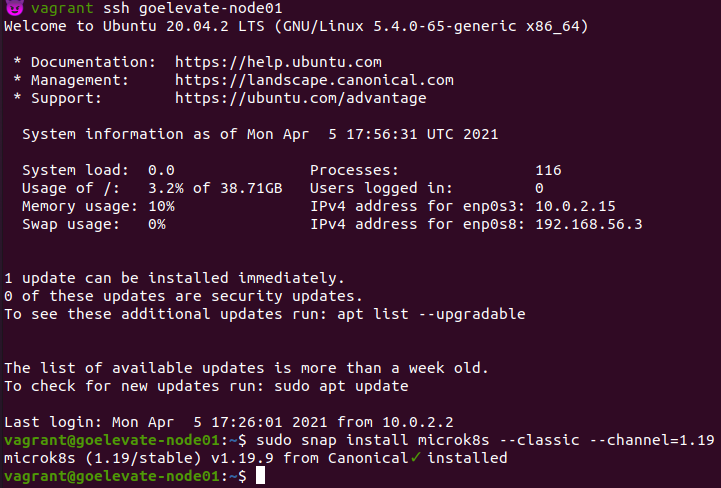 vagrant ssh goelevate-node01
Welcome to Ubuntu 20.04.2 LTS (GNU/Linux 5.4.0-65-generic x86_64)
* Documentation:  https://help.ubuntu.com
* Management:     https://landscape.canonical.com
* Support:        https://ubuntu.com/advantage
System information as of Mon Apr  5 17:56:31 UTC 2021
System load:  0.0               Processes:               116
Usage of /:   3.2% of 38.71GB   Users logged in:         0
Memory usage: 10%               IPv4 address for enp0s3: 10.0.2.15
Swap usage:   0%                IPv4 address for enp0s8: 192.168.56.3
1 update can be installed immediately.
0 of these updates are security updates.
To see these additional updates run: apt list --upgradable
The list of available updates is more than a week old.
To check for new updates run: sudo apt update
Last login: Mon Apr  5 17:26:01 2021 from 10.0.2.2
vagrant@goelevate-node01:~$ sudo snap install microk8s --classic --channel=1.19
microk8s (1.19/stable) v1.19.9 from Canonical✓ installed
vagrant@goelevate-node01:~$